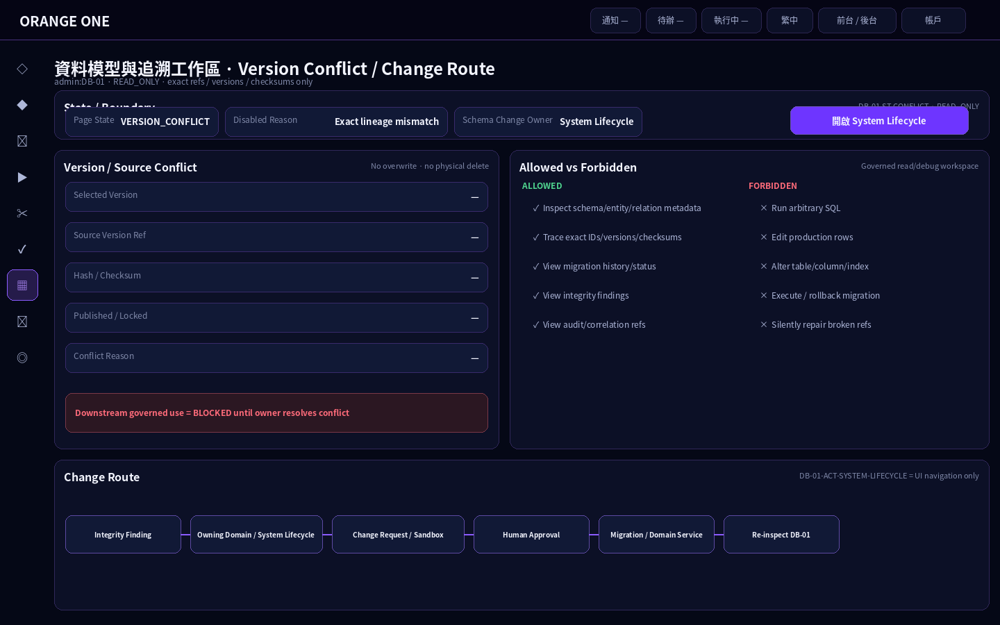 ORANGE ONE
通知 —
待辦 —
執行中 —
繁中
前台 / 後台
帳戶
資料模型與追溯工作區 · Version Conflict / Change Route
admin:DB-01 · READ_ONLY · exact refs / versions / checksums only
State / Boundary
DB-01-ST-CONFLICT · READ_ONLY
Page State VERSION_CONFLICT
Disabled Reason Exact lineage mismatch
Schema Change Owner System Lifecycle
開啟 System Lifecycle
Version / Source Conflict
No overwrite · no physical delete
Selected Version —
Source Version Ref —
Hash / Checksum —
Published / Locked —
Conflict Reason —
Downstream governed use = BLOCKED until owner resolves conflict
Allowed vs Forbidden
Governed read/debug workspace
ALLOWED
✓ Inspect schema/entity/relation metadata
✓ Trace exact IDs/versions/checksums
✓ View migration history/status
✓ View integrity findings
✓ View audit/correlation refs
FORBIDDEN
× Run arbitrary SQL
× Edit production rows
× Alter table/column/index
× Execute / rollback migration
× Silently repair broken refs
Change Route
DB-01-ACT-SYSTEM-LIFECYCLE = UI navigation only
Integrity Finding
Owning Domain / System Lifecycle
Change Request / Sandbox
Human Approval
Migration / Domain Service
Re-inspect DB-01